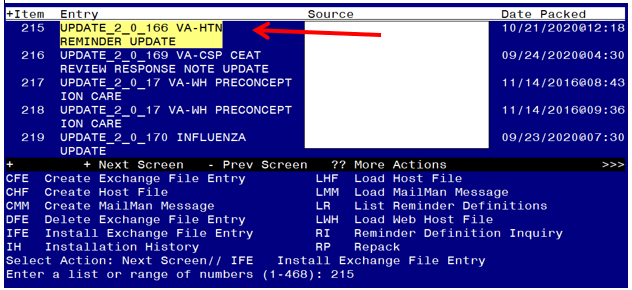 +Item Entry Source Date Packed
215 UPDATE_2_0_166 VA-HTN 10/21/2020@12:18
REMINDER UPDATE
216 UPDATE_2_0_169 VA-CSP CEAT 09/24/2020@04:30
REVIEW RESPONSE NOTE UPDATE
217 UPDATE_2_0_17 VA-WH PRECONCEPT 11/14/2016@08:43
ION CARE
218 UPDATE_2_0_17 VA-WH PRECONCEPT 11/14/2016@09:36
ION CARE
219 UPDATE_2_0_170 INFLUENZA 09/23/2020@07:30
UPDATE
+ + Next Screen - Prev Screen ?? More Actions >>>
CFE Create Exchange File Entry LHF Load Host File
CHF Create Host File LMM Load MailMan Message
CMM Create MailMan Message LR List Reminder Definitions
DFE Delete Exchange File Entry LWH Load Web Host File
IFE Install Exchange File Entry RI Reminder Definition Inquiry
IH Installation History RP Repack
Select Action: Next Screen// IFE Install Exchange File Entry
Enter a list or range of numbers (1-468): 215